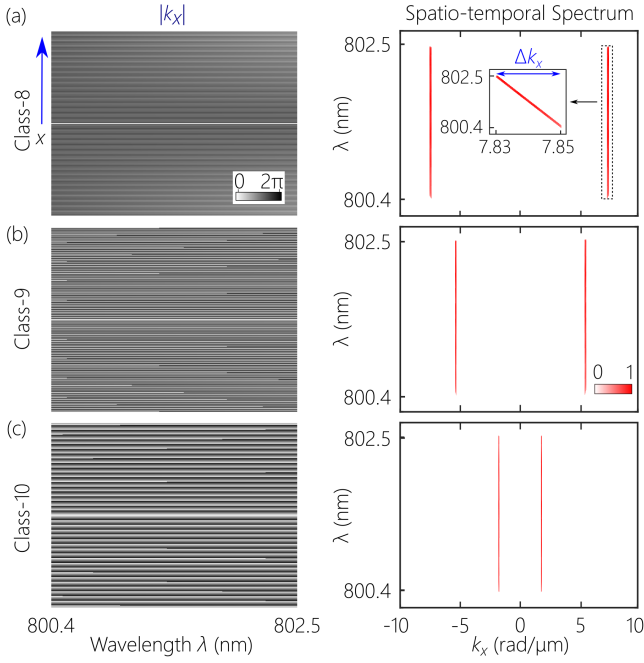 (a)
|kₓ|
Spatio-temporal Spectrum
Class-8
x
0 2π
802.5
λ (nm)
800.4
Δkₓ
802.5
800.4
7.83 7.85
(b)
Class-9
802.5
λ (nm)
800.4
0 1
(c)
Class-10
802.5
λ (nm)
800.4
800.4 Wavelength λ (nm) 802.5
-10 -5 0 5 10
kₓ (rad/μm)